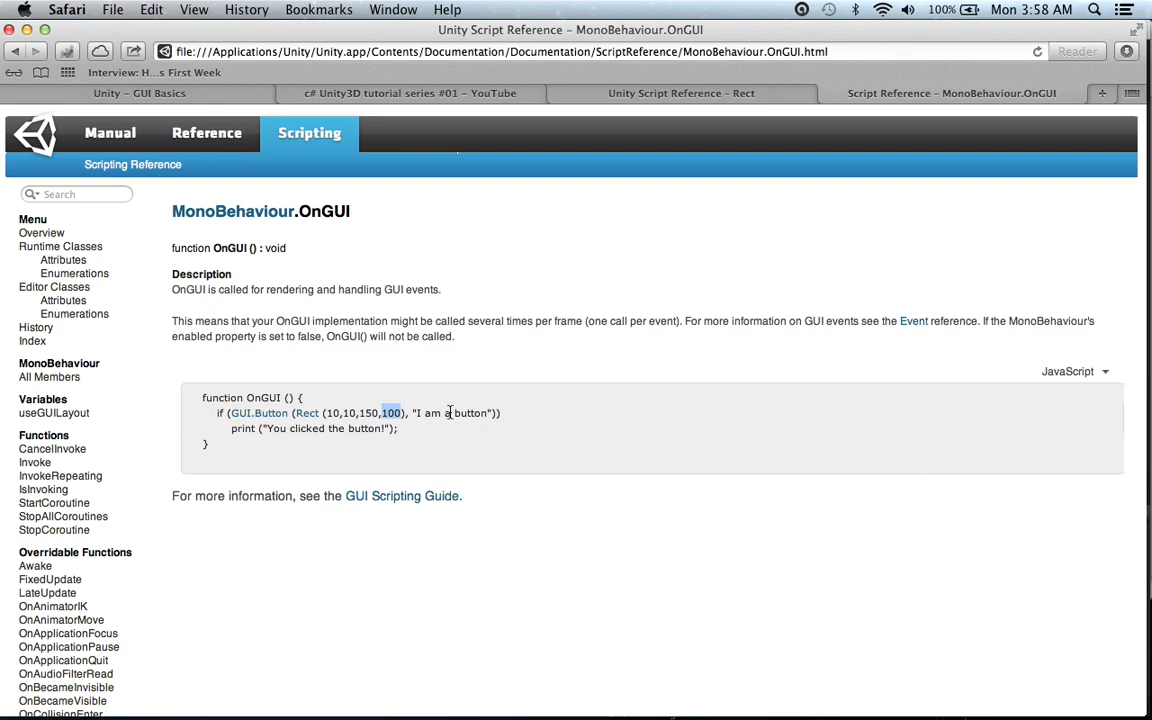 Safari File Edit View History Bookmarks Window Help 100% Mon 3:58 AM
Unity Script Reference – MonoBehaviour.OnGUI
file:///Applications/Unity/Unity.app/Contents/Documentation/Documentation/ScriptReference/MonoBehaviour.OnGUI.html Reader
Interview: H...s First Week
Unity – GUI Basics c# Unity3D tutorial series #01 – YouTube Unity Script Reference – Rect Script Reference – MonoBehaviour.OnGUI +
Manual Reference Scripting
Scripting Reference
Search
Menu
Overview
Runtime Classes
Attributes
Enumerations
Editor Classes
Attributes
Enumerations
History
Index
MonoBehaviour
All Members
Variables
useGUILayout
Functions
CancelInvoke
Invoke
InvokeRepeating
IsInvoking
StartCoroutine
StopAllCoroutines
StopCoroutine
Overridable Functions
Awake
FixedUpdate
LateUpdate
OnAnimatorIK
OnAnimatorMove
OnApplicationFocus
OnApplicationPause
OnApplicationQuit
OnAudioFilterRead
OnBecameInvisible
OnBecameVisible
OnCollisionEnter
MonoBehaviour.OnGUI
function OnGUI () : void
Description
OnGUI is called for rendering and handling GUI events.
This means that your OnGUI implementation might be called several times per frame (one call per event). For more information on GUI events see the Event reference. If the MonoBehaviour's
enabled property is set to false, OnGUI() will not be called.
JavaScript
function OnGUI () {
if (GUI.Button (Rect (10,10,150,100), "I am a button"))
print ("You clicked the button!");
}
For more information, see the GUI Scripting Guide.